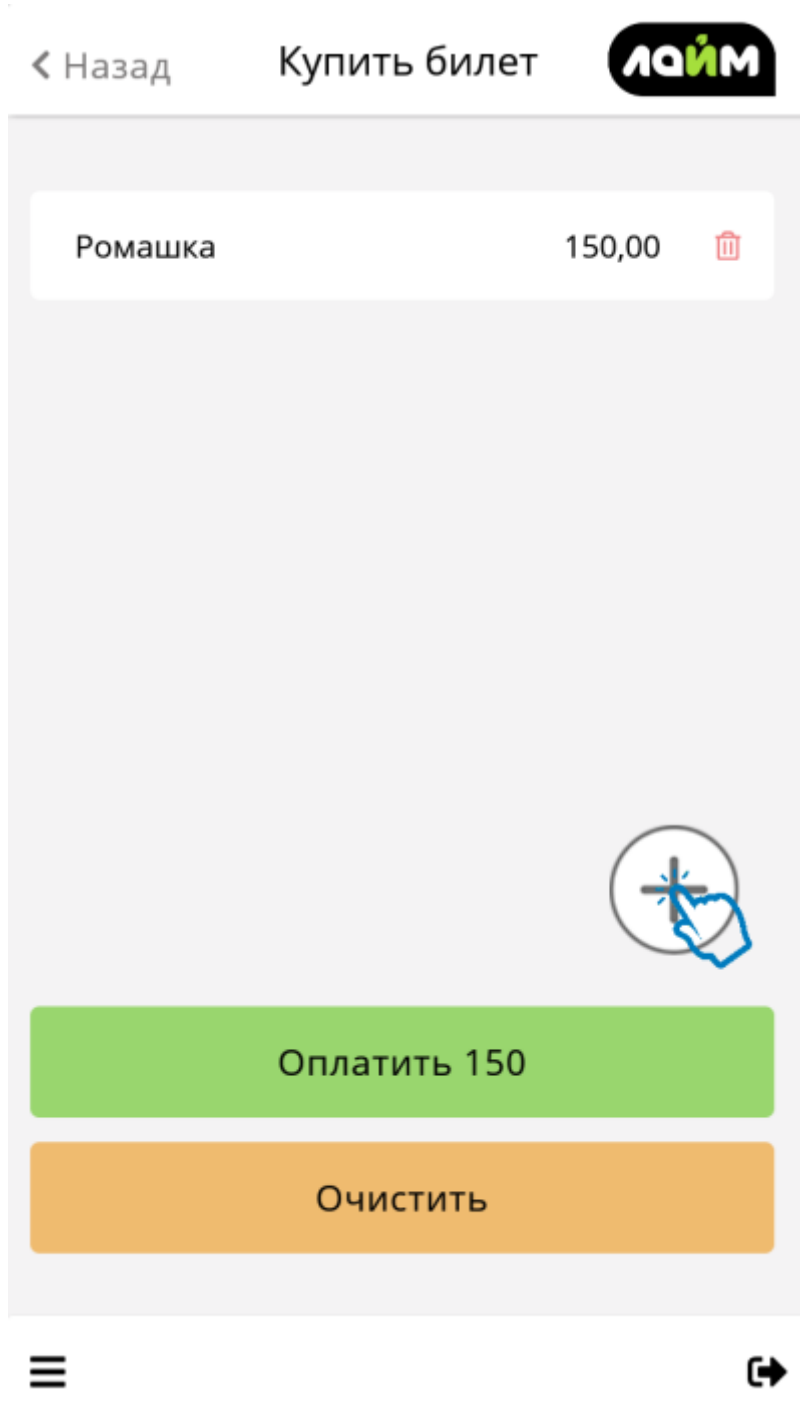 Назад
Купить билет
лайм
Ромашка
150,00
Оплатить 150
Очистить